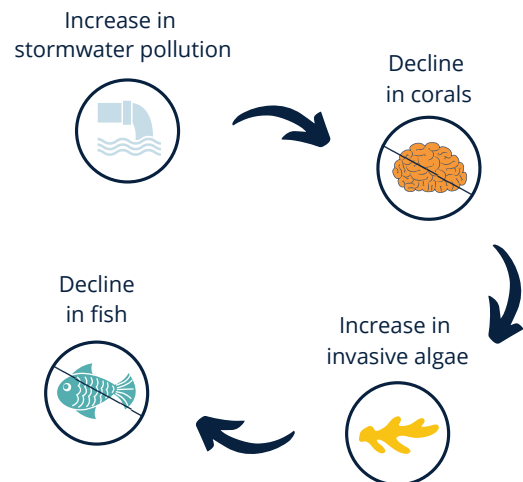 Increase in
stormwater pollution
Decline
in corals
Increase in
invasive algae
Decline
in fish